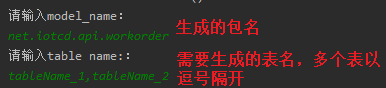 请输入model_name:
net.iotcd.api.workorder
生成的包名
请输入table name::
tableName_1,tableName_2
需要生成的表名，多个表以
逗号隔开